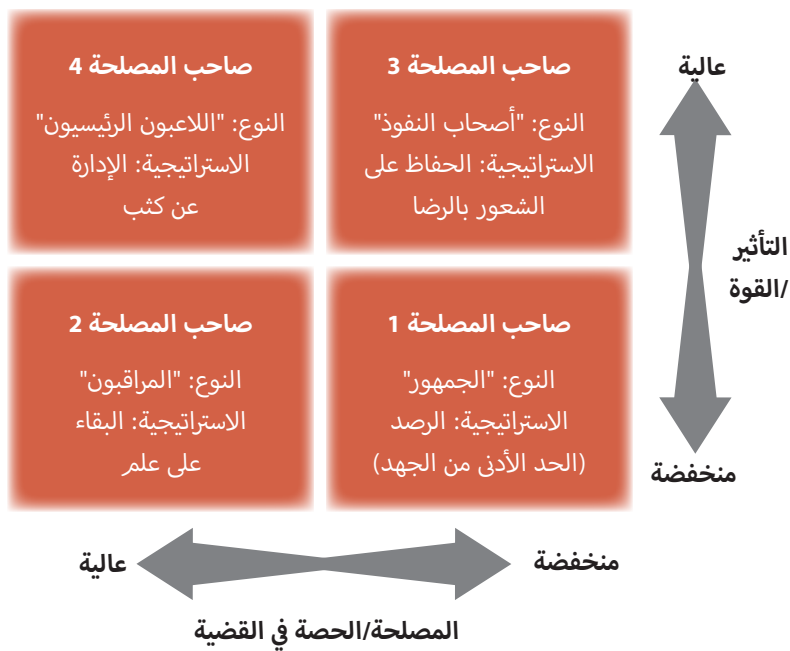 صاحب المصلحة 3
النوع: "أصحاب النفوذ"
الاستراتيجية: الحفاظ على
الشعور بالرضا
صاحب المصلحة 4
النوع: "اللاعبون الرئيسيون"
الاستراتيجية: الإدارة
عن كثب
صاحب المصلحة 1
النوع: "الجمهور"
الاستراتيجية: الرصد
(الحد الأدنى من الجهد)
صاحب المصلحة 2
النوع: "المراقبون"
الاستراتيجية: البقاء
على علم
عالية
التأثير
/القوة
منخفضة
منخفضة
عالية
المصلحة/الحصة في القضية